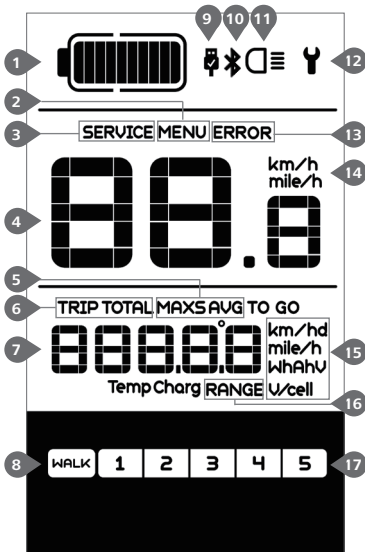 9 10 11
1 12
2
3 SERVICE MENU ERROR 13
km/h 14
mile/h
4 88.8
5
6 TRIP TOTAL MAXS AVG TO GO
7 888.8.8° km/hd
mile/h 15
WhAhV
Temp Charg RANGE V/cell 16
8 WALK 1 2 3 4 5 17